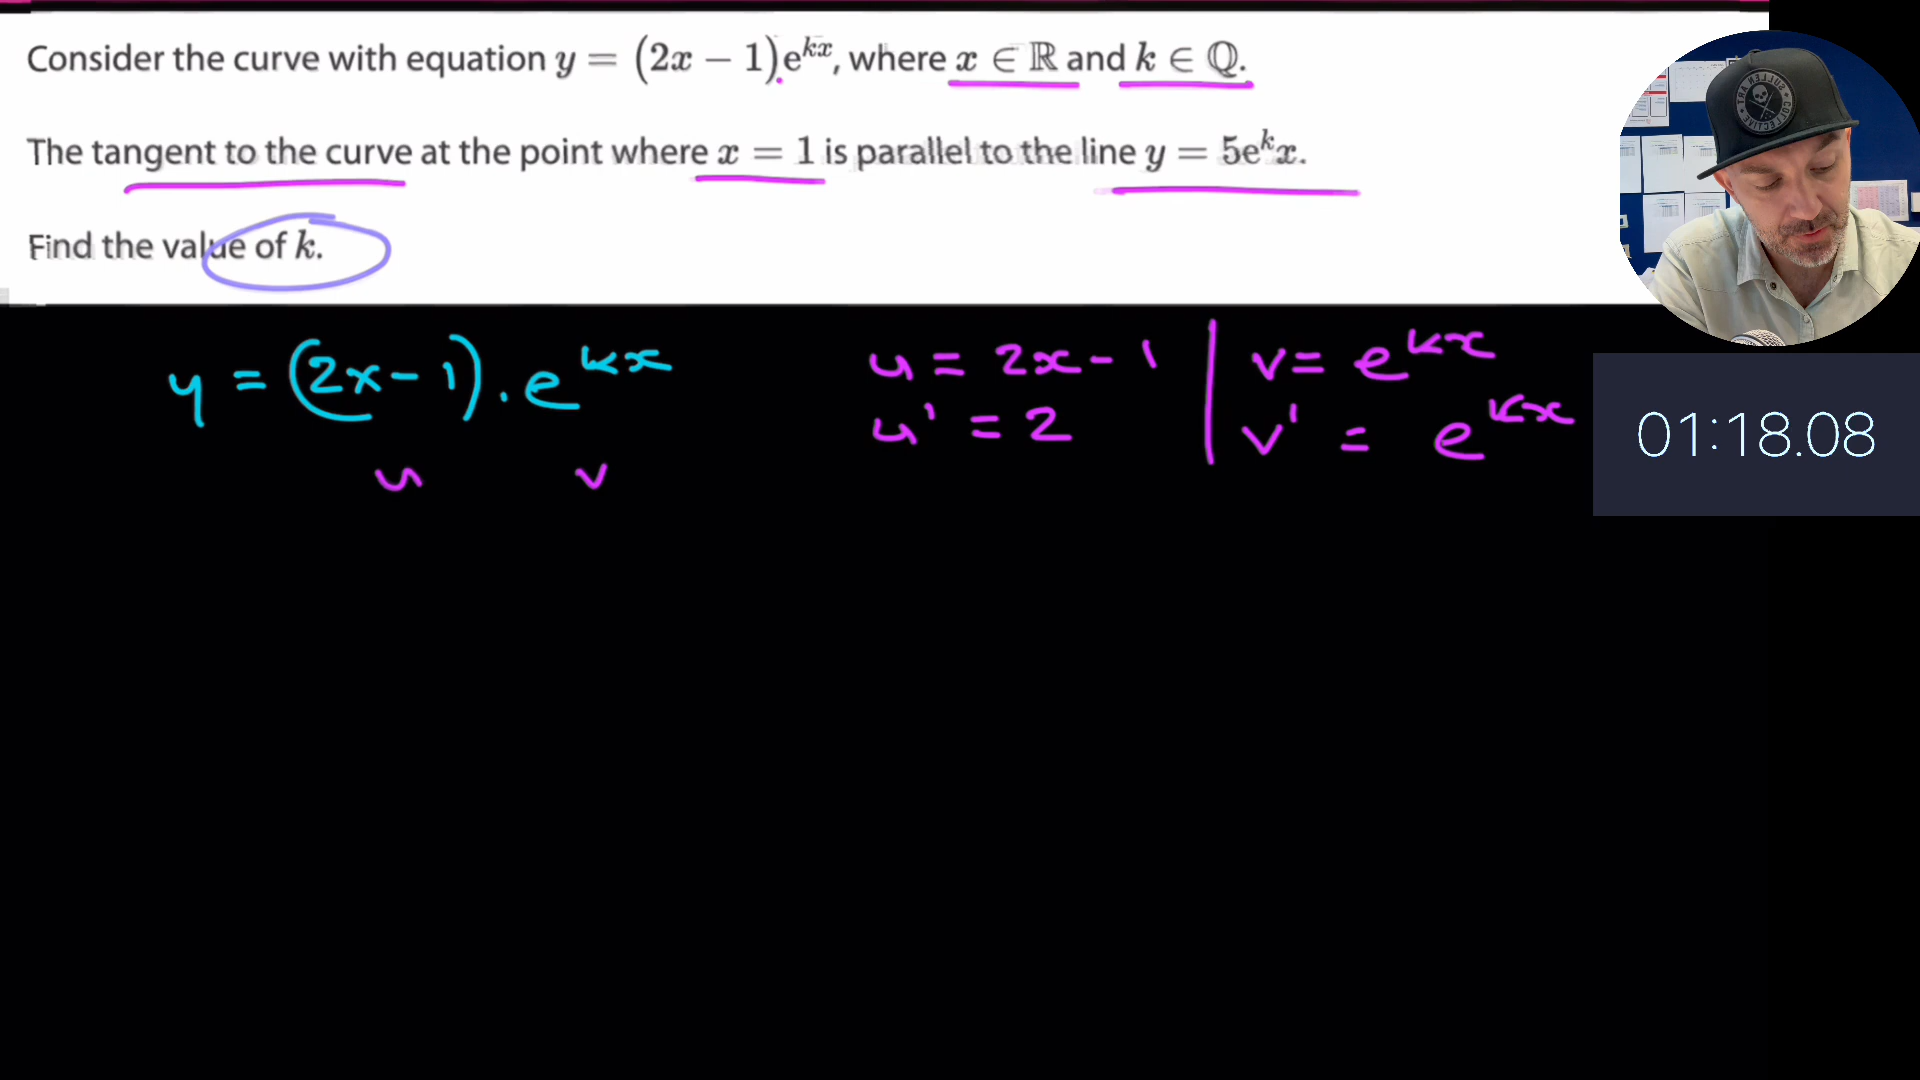 Consider the curve with equation y = (2x − 1)e^{kx}, where x ∈ ℝ and k ∈ ℚ.
The tangent to the curve at the point where x = 1 is parallel to the line y = 5e^k x.
Find the value of k.
y = (2x - 1) . e^{kx}
u v
u = 2x - 1 | v = e^{kx}
u' = 2 | v' = e^{kx}
01:18.08